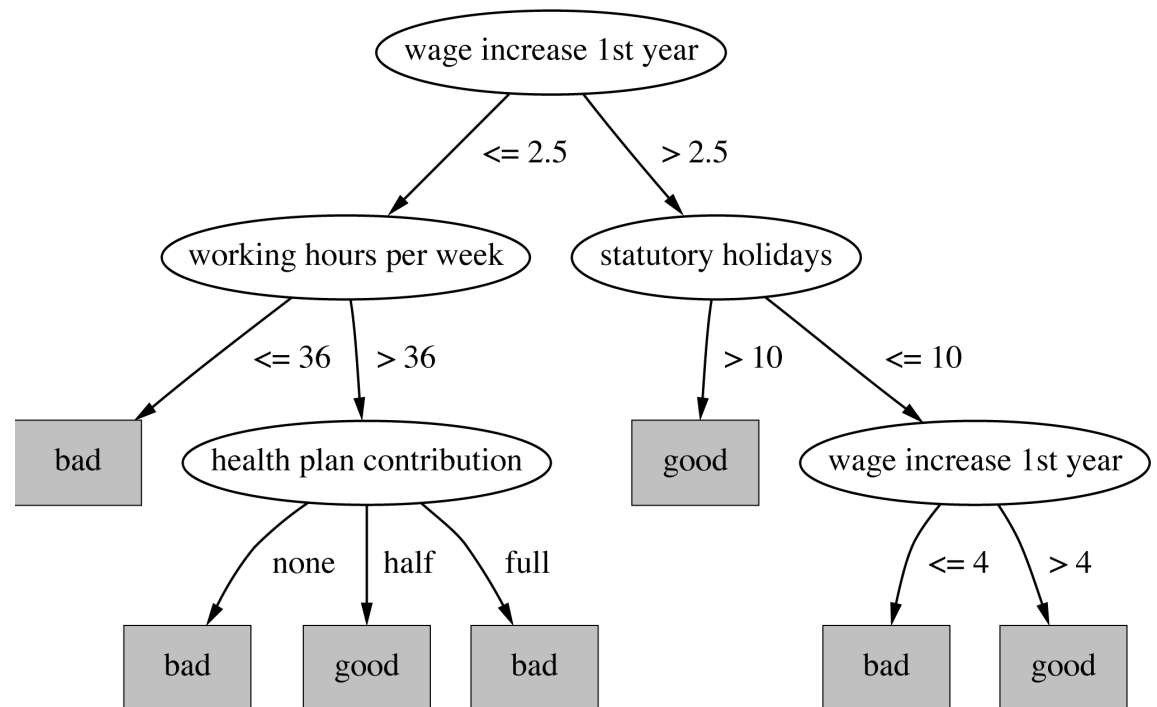 wage increase 1st year
<= 2.5
> 2.5
working hours per week
statutory holidays
<= 36
> 36
> 10
<= 10
bad
health plan contribution
good
wage increase 1st year
none
half
full
<= 4
> 4
bad
good
bad
bad
good